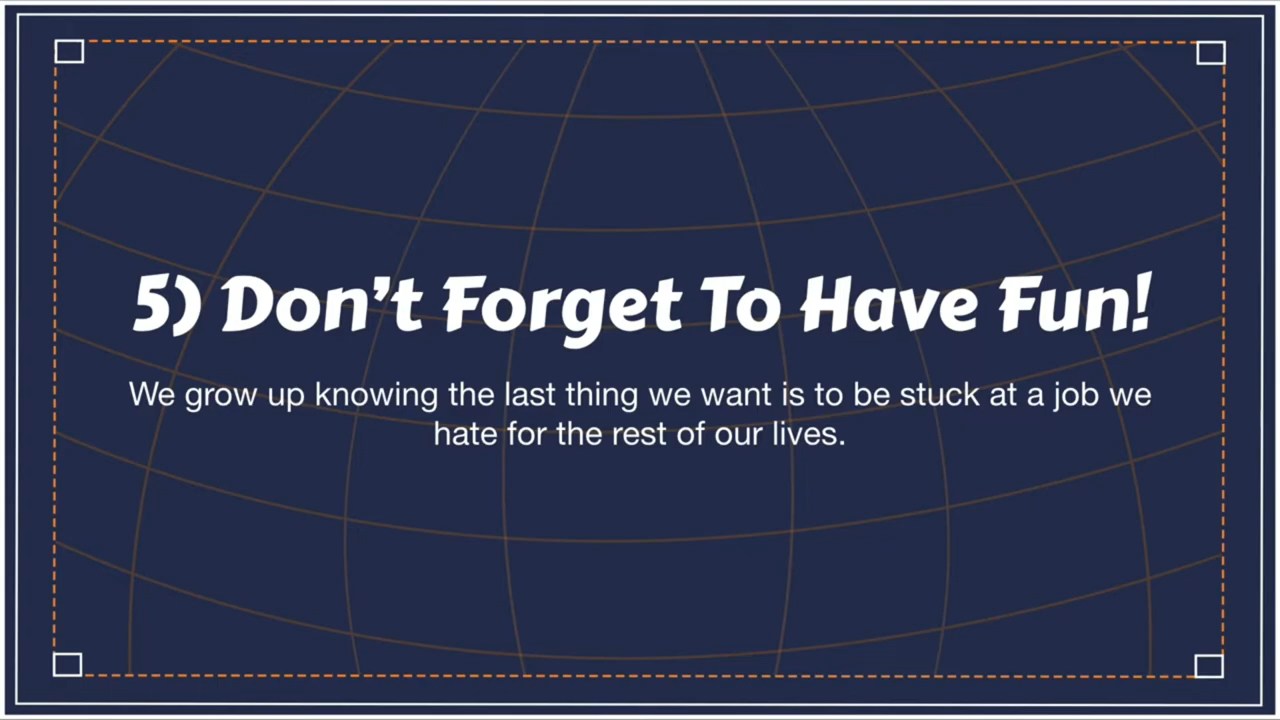 5) Don’t Forget To Have Fun!
We grow up knowing the last thing we want is to be stuck at a job we
hate for the rest of our lives.